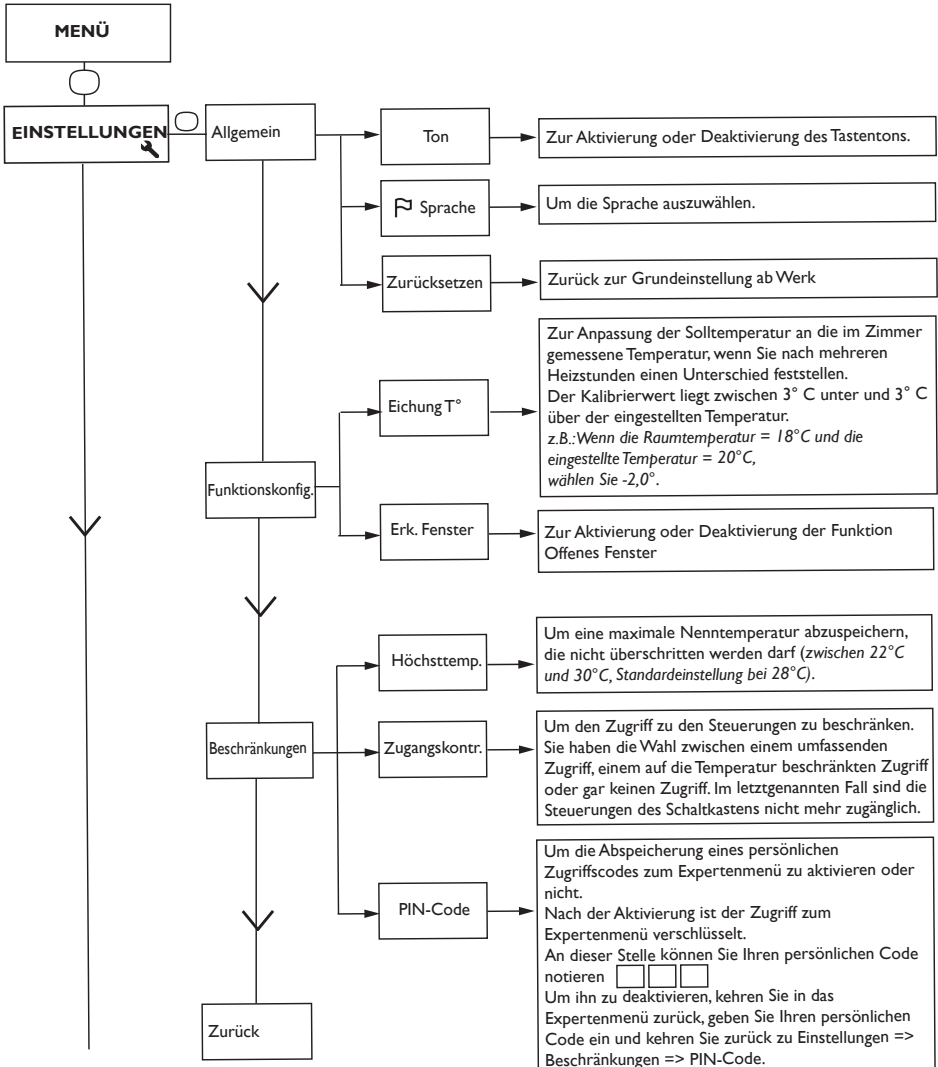 MENÜ
EINSTELLUNGEN
Allgemein
Ton
Zur Aktivierung oder Deaktivierung des Tastentons.
Sprache
Um die Sprache auszuwählen.
Zurücksetzen
Zurück zur Grundeinstellung ab Werk
Funktionskonfig.
Eichung T°
Zur Anpassung der Solltemperatur an die im Zimmer
gemessene Temperatur, wenn Sie nach mehreren
Heizstunden einen Unterschied feststellen.
Der Kalibrierwert liegt zwischen 3° C unter und 3° C
über der eingestellten Temperatur.
z.B.:Wenn die Raumtemperatur = 18°C und die
eingestellte Temperatur = 20°C,
wählen Sie -2,0°.
Erk. Fenster
Zur Aktivierung oder Deaktivierung der Funktion
Offenes Fenster
Beschränkungen
Höchsttemp.
Um eine maximale Nenntemperatur abzuspeichern,
die nicht überschritten werden darf (zwischen 22°C
und 30°C, Standardeinstellung bei 28°C).
Zugangskontr.
Um den Zugriff zu den Steuerungen zu beschränken.
Sie haben die Wahl zwischen einem umfassenden
Zugriff, einem auf die Temperatur beschränkten Zugriff
oder gar keinen Zugriff. Im letztgenannten Fall sind die
Steuerungen des Schaltkastens nicht mehr zugänglich.
PIN-Code
Um die Abspeicherung eines persönlichen
Zugriffscodes zum Expertenmenü zu aktivieren oder
nicht.
Nach der Aktivierung ist der Zugriff zum
Expertenmenü verschlüsselt.
An dieser Stelle können Sie Ihren persönlichen Code
notieren
Um ihn zu deaktivieren, kehren Sie in das
Expertenmenü zurück, geben Sie Ihren persönlichen
Code ein und kehren Sie zurück zu Einstellungen =>
Beschränkungen => PIN-Code.
Zurück